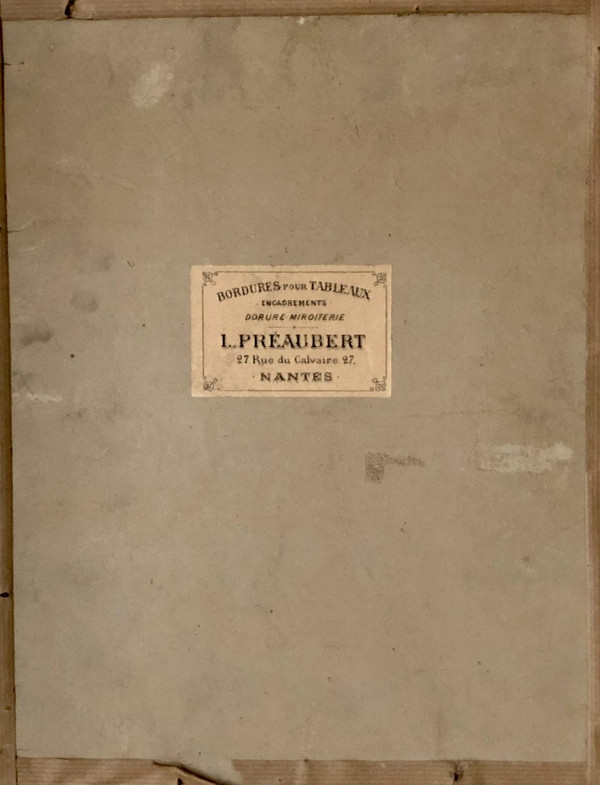 BORDURES POUR TABLEAUX
ENCADREMENTS
DORURE-MIROITERIE
L. PRÉAUBERT
27. Rue du Calvaire 27.
· NANTES ·